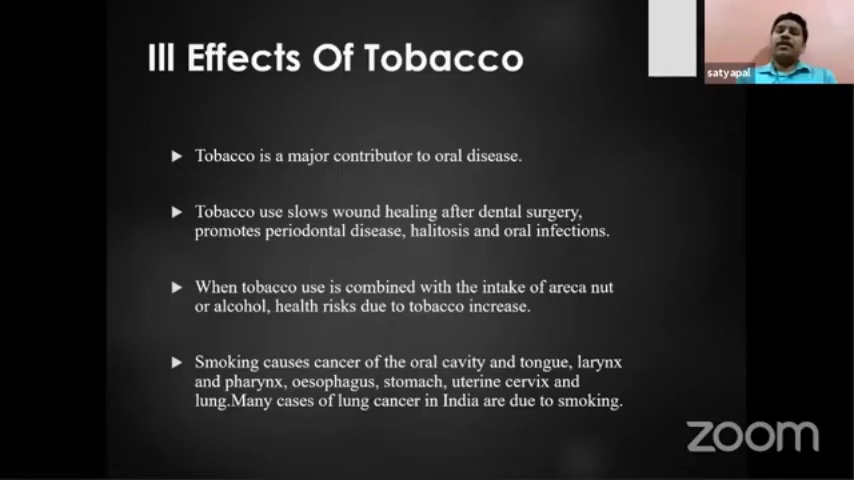 Ill Effects Of Tobacco
satyapal
Tobacco is a major contributor to oral disease.
Tobacco use slows wound healing after dental surgery,
promotes periodontal disease, halitosis and oral infections.
When tobacco use is combined with the intake of areca nut
or alcohol, health risks due to tobacco increase.
Smoking causes cancer of the oral cavity and tongue, larynx
and pharynx, oesophagus, stomach, uterine cervix and
lung.Many cases of lung cancer in India are due to smoking.
zoom